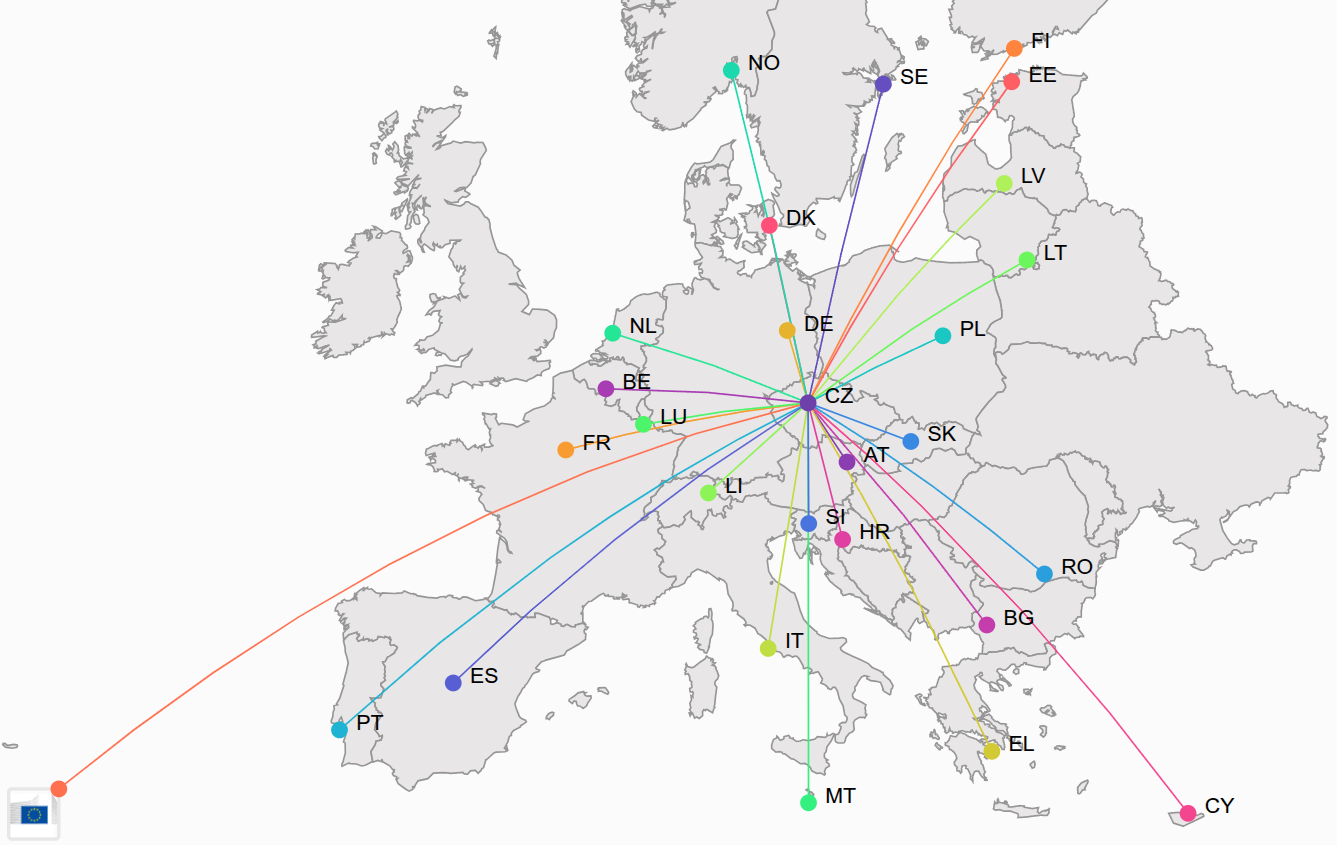 FI
NO
EE
SE
LV
DK
LT
DE
NL
PL
BE
CZ
LU
SK
FR
AT
LI
SI
HR
RO
BG
IT
ES
PT
EL
MT
CY